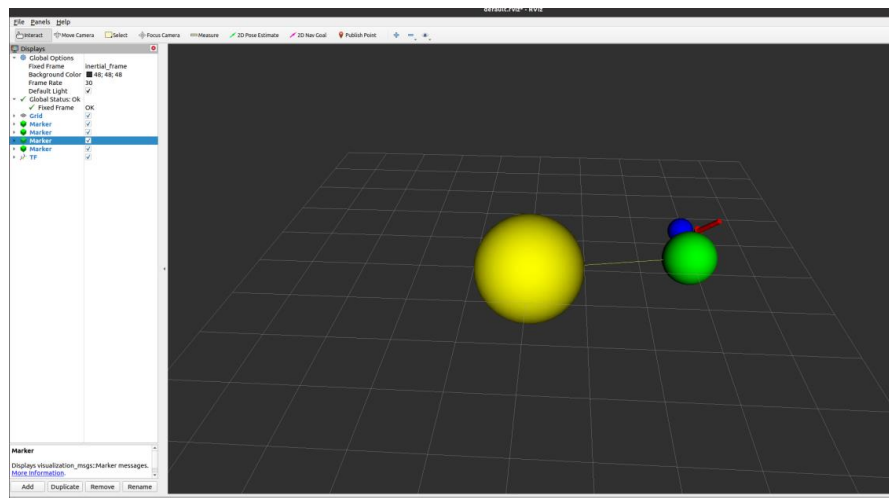 default.rviz* - RViz
File Panels Help
Interact Move Camera Select Focus Camera Measure 2D Pose Estimate 2D Nav Goal Publish Point
Displays
Global Options
Fixed Frame inertial_frame
Background Color 48; 48; 48
Frame Rate 30
Default Light
Global Status: Ok
Fixed Frame OK
Grid
Marker
Marker
Marker
Marker
TF
Marker
Displays visualization_msgs::Marker messages.
More Information.
Add Duplicate Remove Rename